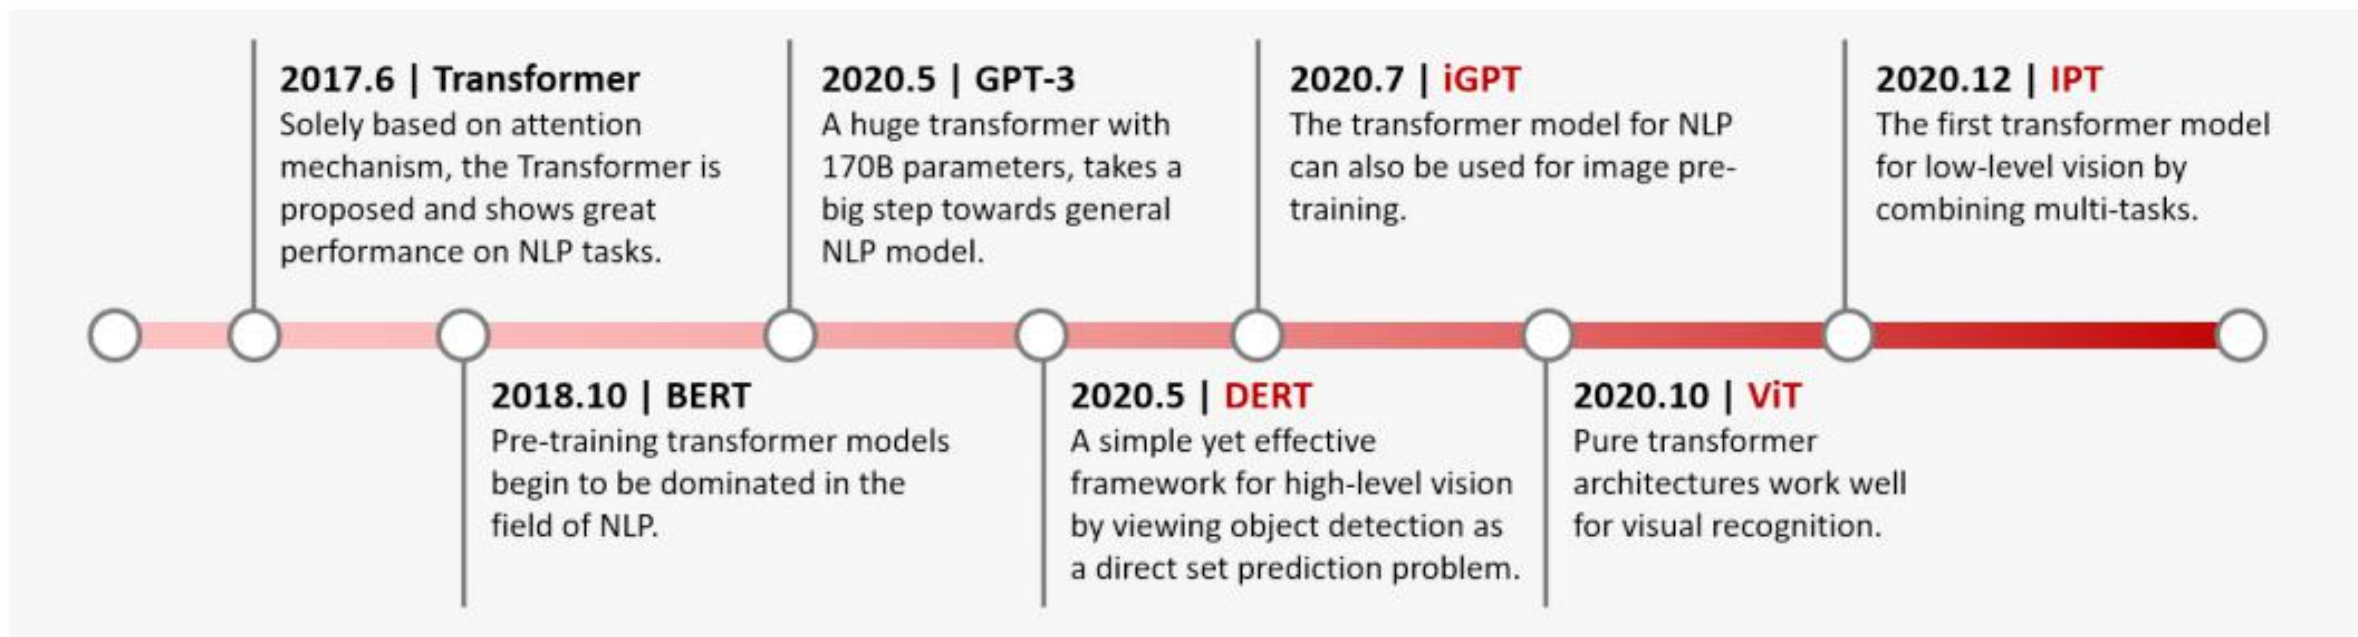 2017.6 | Transformer
Solely based on attention
mechanism, the Transformer is
proposed and shows great
performance on NLP tasks.
2018.10 | BERT
Pre-training transformer models
begin to be dominated in the
field of NLP.
2020.5 | GPT-3
A huge transformer with
170B parameters, takes a
big step towards general
NLP model.
2020.5 | DERT
A simple yet effective
framework for high-level vision
by viewing object detection as
a direct set prediction problem.
2020.7 | iGPT
The transformer model for NLP
can also be used for image pre-
training.
2020.10 | ViT
Pure transformer
architectures work well
for visual recognition.
2020.12 | IPT
The first transformer model
for low-level vision by
combining multi-tasks.